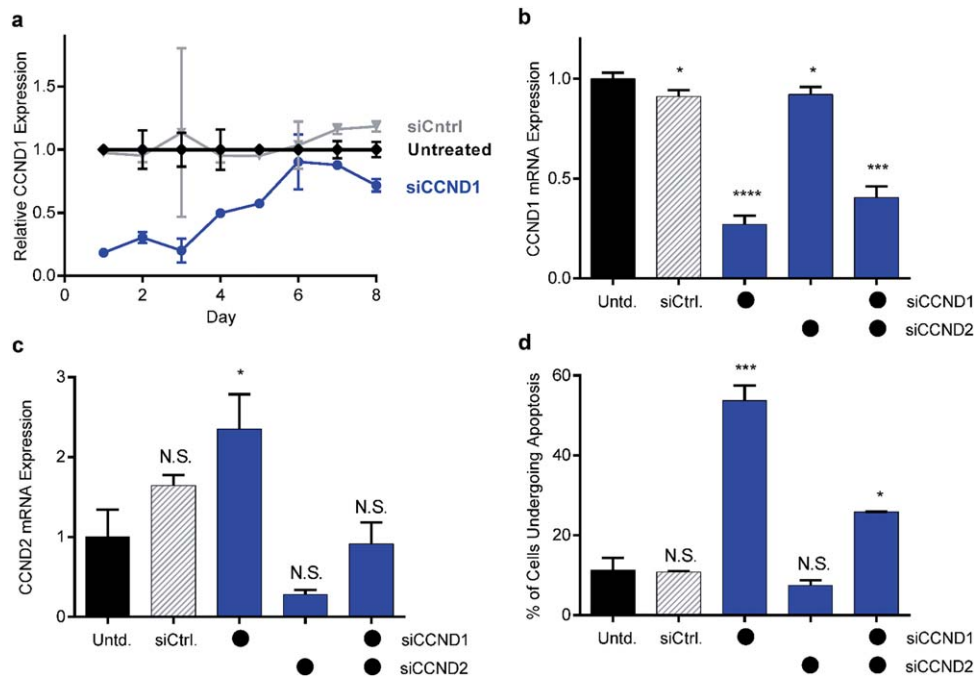 a
Relative CCND1 Expression
1.5
1.0
0.5
0.0
0 2 4 6 8
Day
siCntrl
Untreated
siCCND1
b
CCND1 mRNA Expression
1.0
0.5
0.0
* **** * ***
Untd. siCtrl.
siCCND1
siCCND2
c
CCND2 mRNA Expression
3
2
1
0
N.S. * N.S. N.S.
Untd. siCtrl.
siCCND1
siCCND2
d
% of Cells Undergoing Apoptosis
60
40
20
0
N.S. *** N.S. *
Untd. siCtrl.
siCCND1
siCCND2